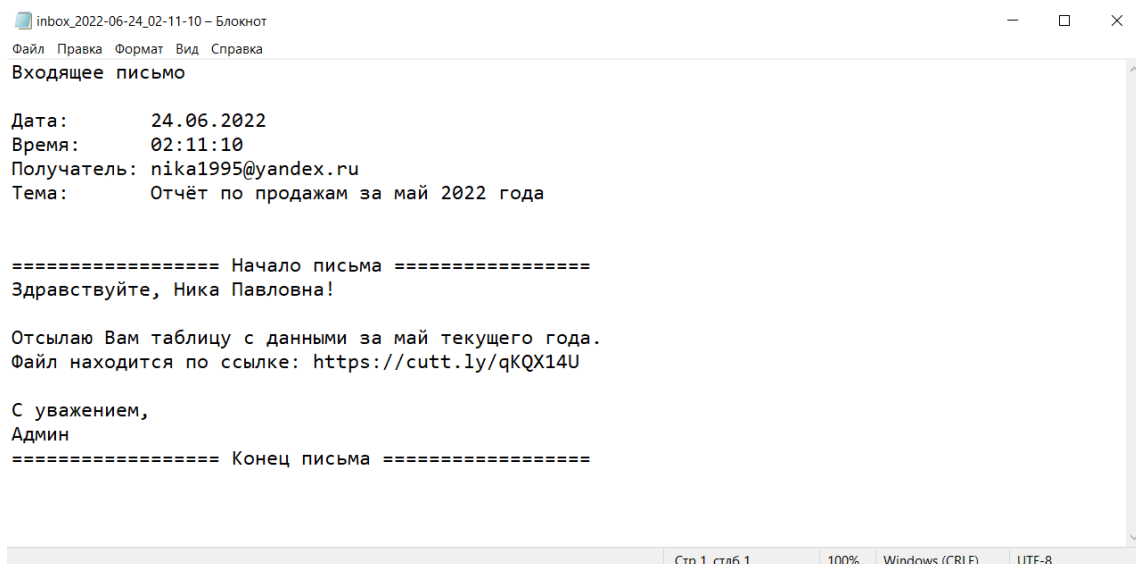 inbox_2022-06-24_02-11-10 – Блокнот
Файл Правка Формат Вид Справка
Входящее письмо
Дата: 24.06.2022
Время: 02:11:10
Получатель: nika1995@yandex.ru
Тема: Отчёт по продажам за май 2022 года
================== Начало письма =================
Здравствуйте, Ника Павловна!
Отсылаю Вам таблицу с данными за май текущего года.
Файл находится по ссылке: https://cutt.ly/qKQX14U
С уважением,
Админ
================== Конец письма ==================
Стр 1, стлб 1 100% Windows (CRLF) UTF-8